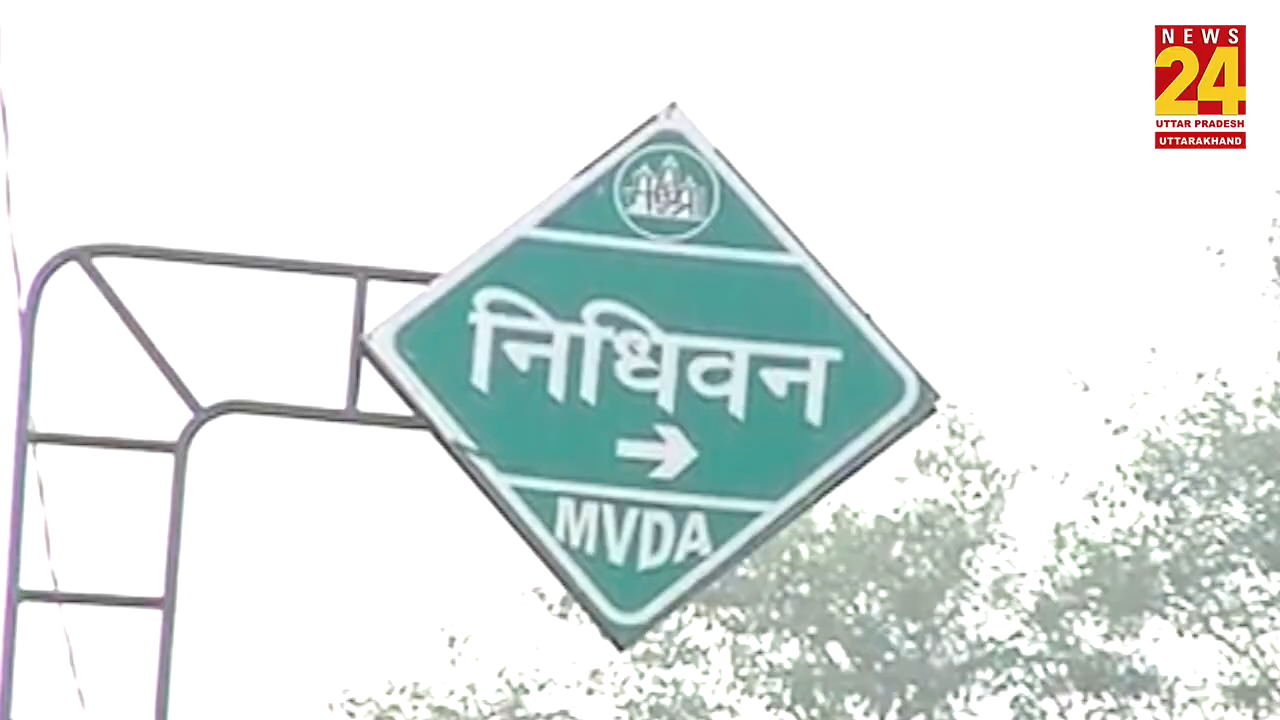 NEWS
24
UTTAR PRADESH
UTTARAKHAND
निधिवन
MVDA